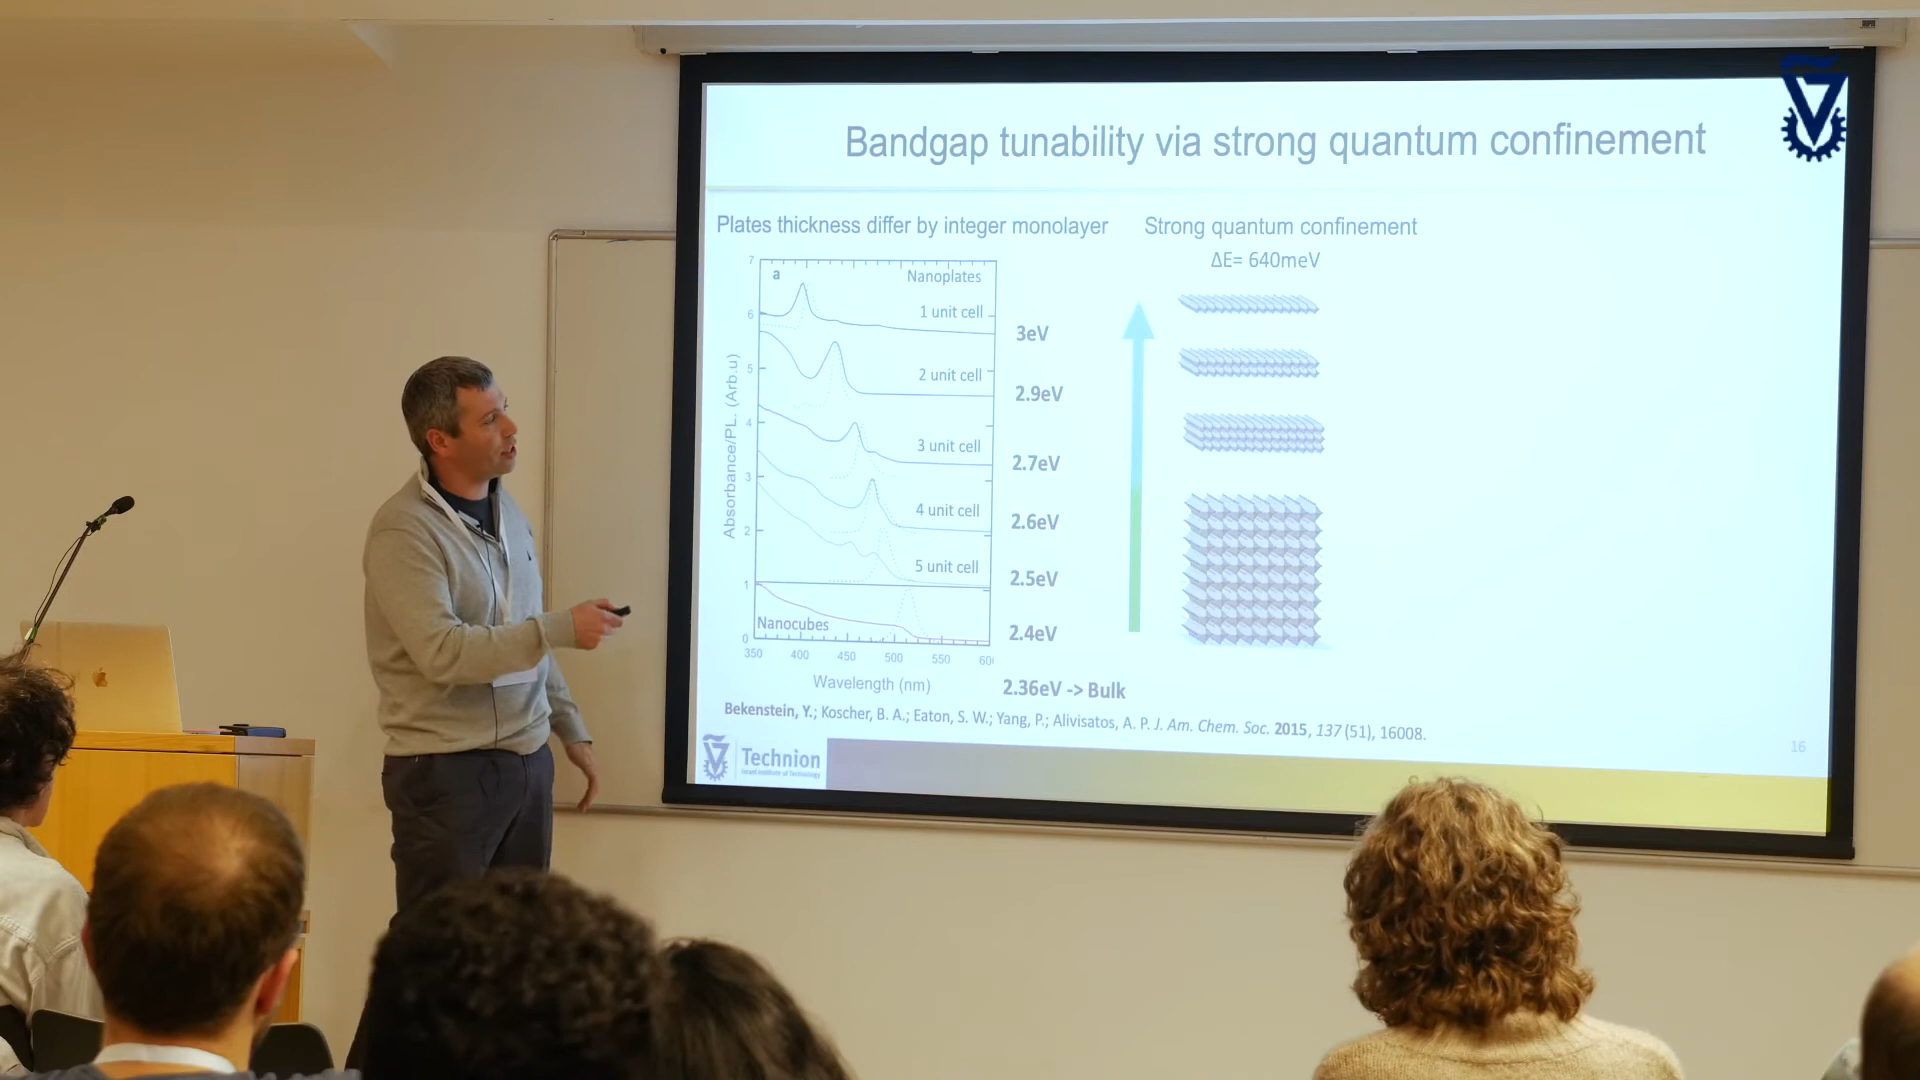 Bandgap tunability via strong quantum confinement
Plates thickness differ by integer monolayer
Strong quantum confinement
ΔE= 640meV
7
6
5
4
3
2
1
0
Absorbance/PL. (Arb.u)
a
Nanoplates
1 unit cell
2 unit cell
3 unit cell
4 unit cell
5 unit cell
Nanocubes
350 400 450 500 550
Wavelength (nm)
3eV
2.9eV
2.7eV
2.6eV
2.5eV
2.4eV
2.36eV -> Bulk
Bekenstein, Y.; Koscher, B. A.; Eaton, S. W.; Yang, P.; Alivisatos, A. P. J. Am. Chem. Soc. 2015, 137 (51), 16008.
Technion
Israel Institute of Technology
16